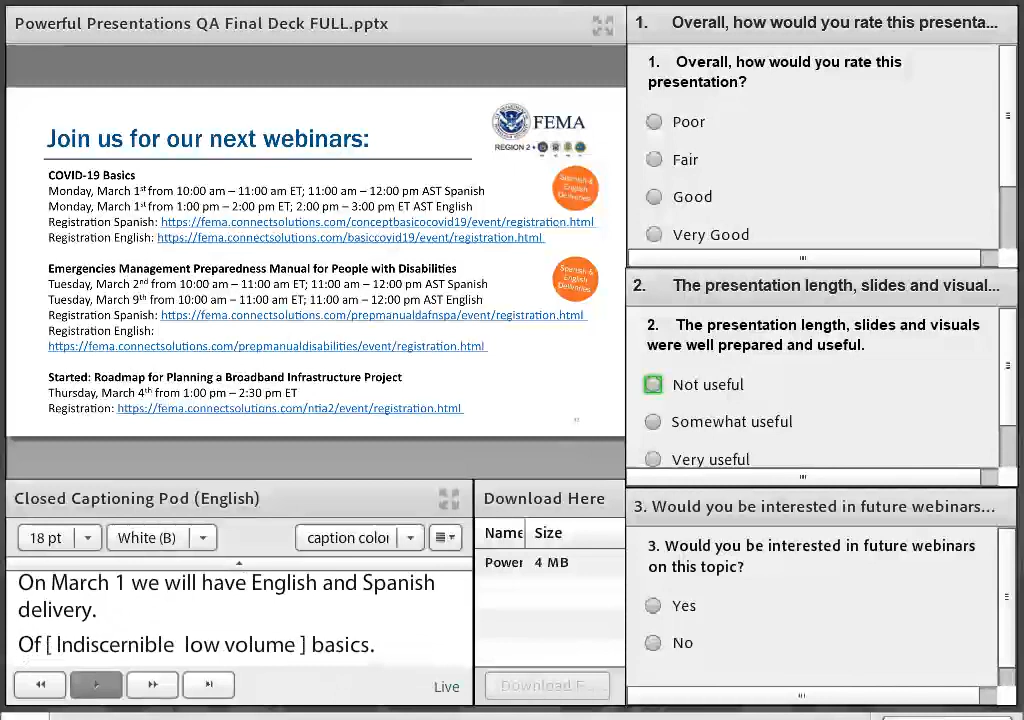 Powerful Presentations QA Final Deck FULL.pptx
Join us for our next webinars:
FEMA
REGION 2
COVID-19 Basics
Monday, March 1st from 10:00 am – 11:00 am ET; 11:00 am – 12:00 pm AST Spanish
Monday, March 1st from 1:00 pm – 2:00 pm ET; 2:00 pm – 3:00 pm ET AST English
Registration Spanish: https://fema.connectsolutions.com/conceptbasicocovid19/event/registration.html
Registration English: https://fema.connectsolutions.com/basiccovid19/event/registration.html
Spanish &
English
Deliveries
Emergencies Management Preparedness Manual for People with Disabilities
Tuesday, March 2nd from 10:00 am – 11:00 am ET; 11:00 am – 12:00 pm AST Spanish
Tuesday, March 9th from 10:00 am – 11:00 am ET; 11:00 am – 12:00 pm AST English
Registration Spanish: https://fema.connectsolutions.com/prepmanualdafnspa/event/registration.html
Registration English:
https://fema.connectsolutions.com/prepmanualdisabilities/event/registration.html
Spanish &
English
Deliveries
Started: Roadmap for Planning a Broadband Infrastructure Project
Thursday, March 4th from 1:00 pm – 2:30 pm ET
Registration: https://fema.connectsolutions.com/ntia2/event/registration.html
Closed Captioning Pod (English)
18 pt
White (B)
caption color
On March 1 we will have English and Spanish
delivery.
Of [ Indiscernible low volume ] basics.
Live
Download Here
Name Size
Power 4 MB
Download F...
1. Overall, how would you rate this presenta...
1. Overall, how would you rate this
presentation?
Poor
Fair
Good
Very Good
2. The presentation length, slides and visual...
2. The presentation length, slides and visuals
were well prepared and useful.
Not useful
Somewhat useful
Very useful
3. Would you be interested in future webinars...
3. Would you be interested in future webinars
on this topic?
Yes
No